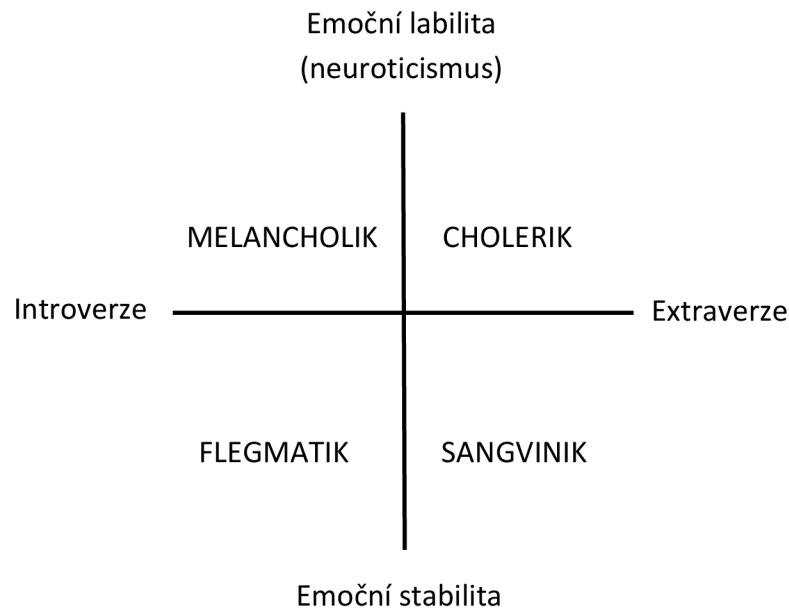 Emoční labilita
(neuroticismus)
MELANCHOLIK
CHOLERIK
Introverze
Extraverze
FLEGMATIK
SANGVINIK
Emoční stabilita